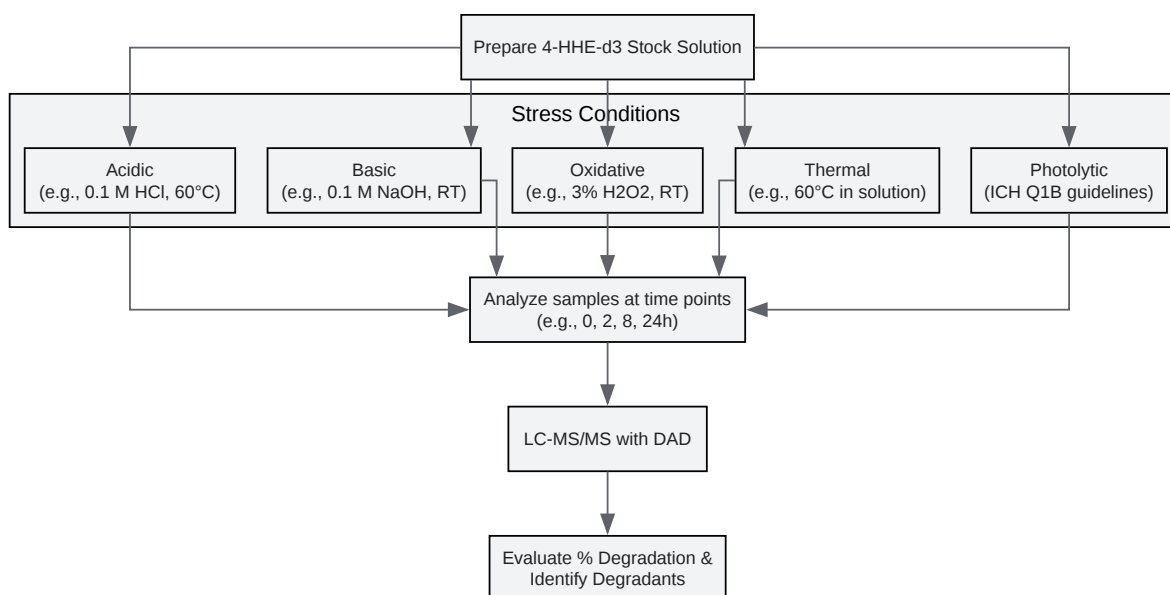 Prepare 4-HHE-d3 Stock Solution
Stress Conditions
Acidic
(e.g., 0.1 M HCl, 60°C)
Basic
(e.g., 0.1 M NaOH, RT)
Oxidative
(e.g., 3% H2O2, RT)
Thermal
(e.g., 60°C in solution)
Photolytic
(ICH Q1B guidelines)
Analyze samples at time points
(e.g., 0, 2, 8, 24h)
LC-MS/MS with DAD
Evaluate % Degradation &
Identify Degradants